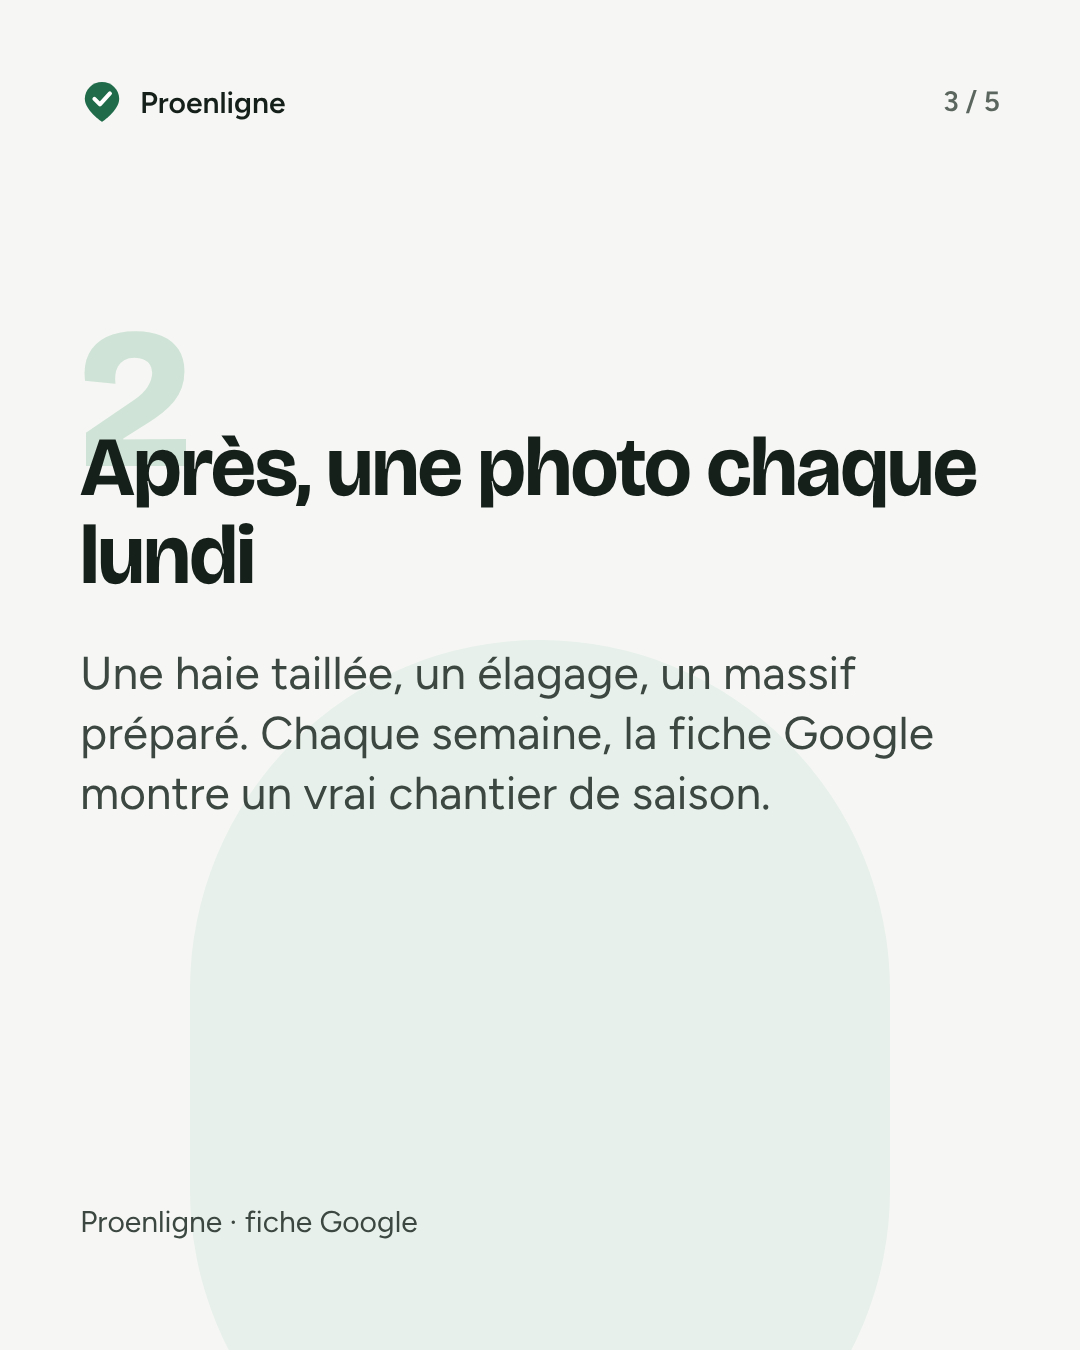 Proenligne
3 / 5
2
Après, une photo chaque
lundi
Une haie taillée, un élagage, un massif
préparé. Chaque semaine, la fiche Google
montre un vrai chantier de saison.
Proenligne · fiche Google